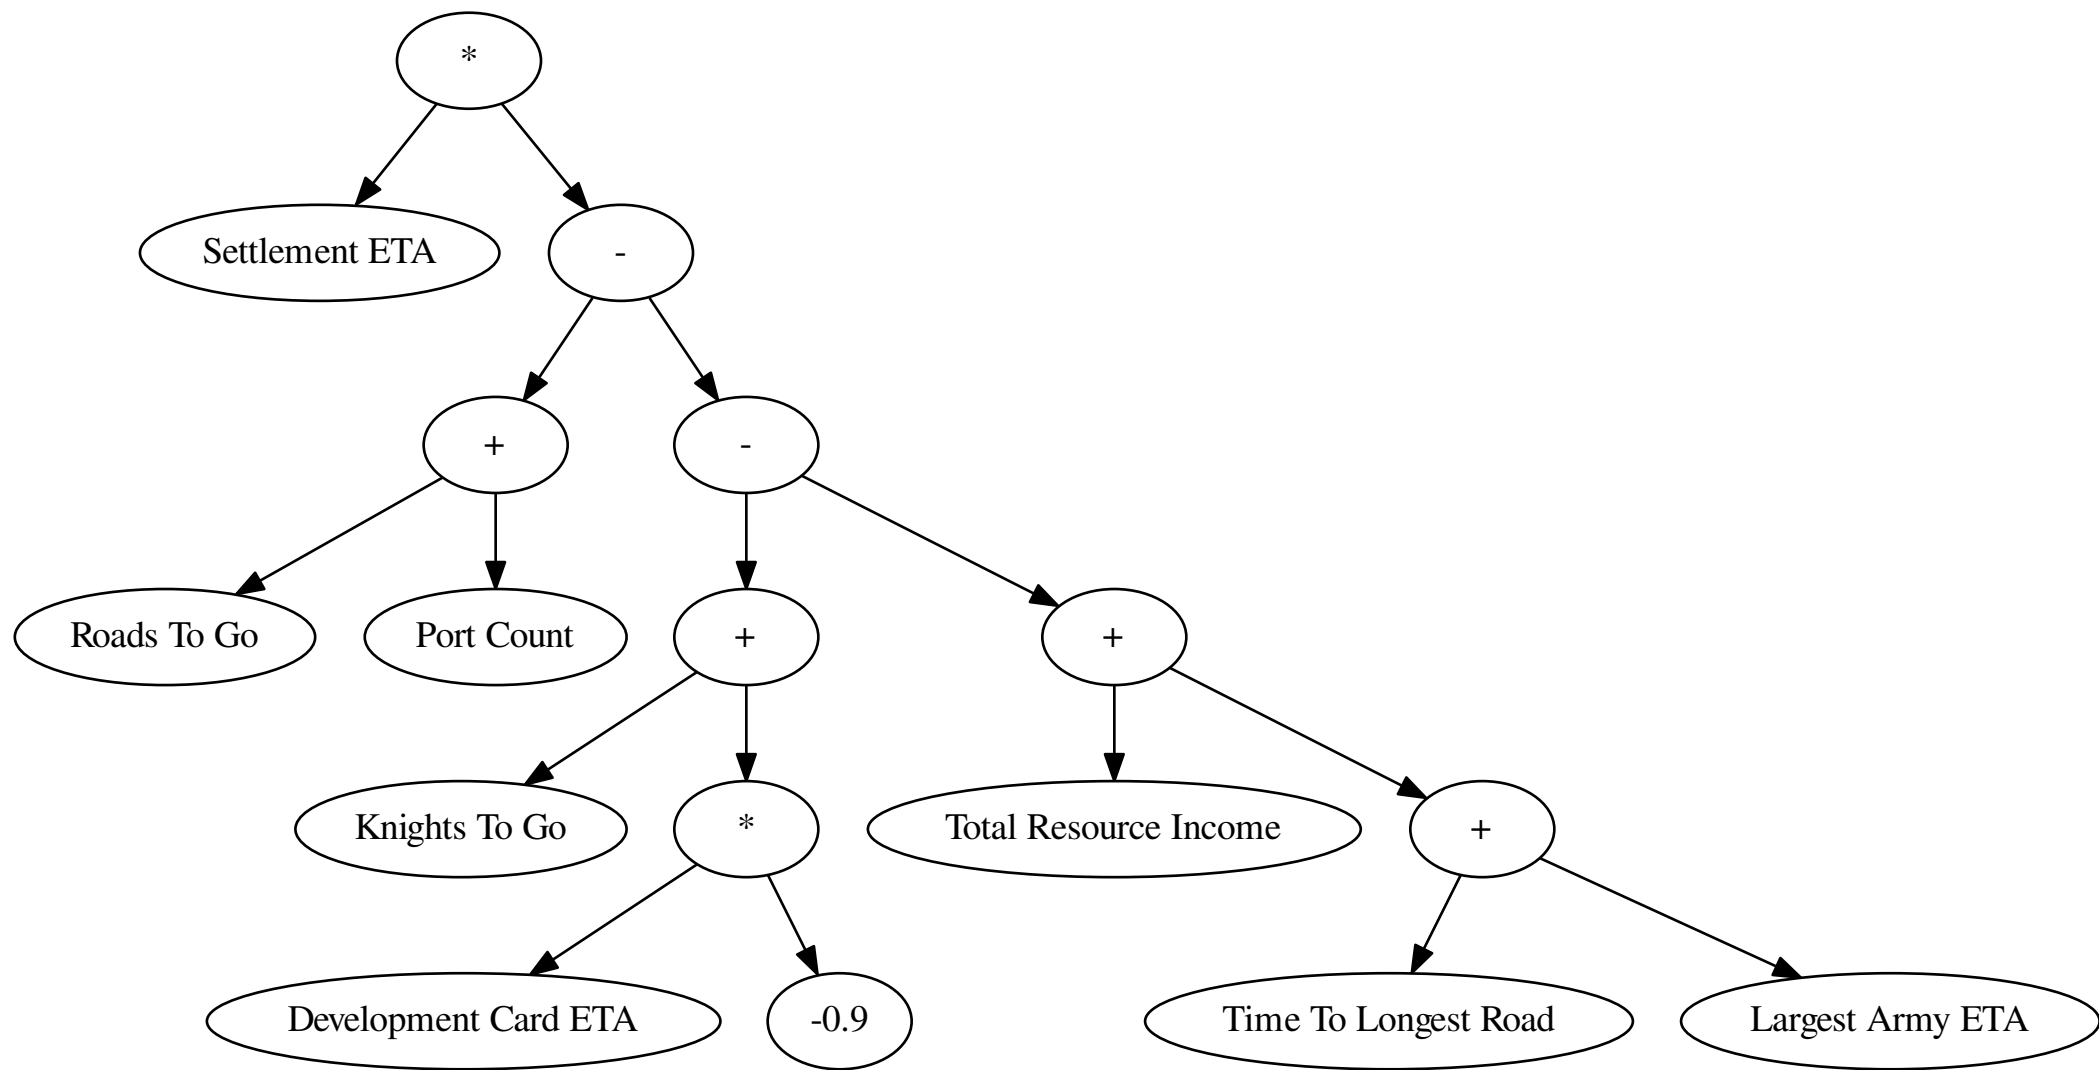 *
Settlement ETA
-
+
-
Roads To Go
Port Count
+
+
Knights To Go
*
Total Resource Income
+
Development Card ETA
-0.9
Time To Longest Road
Largest Army ETA